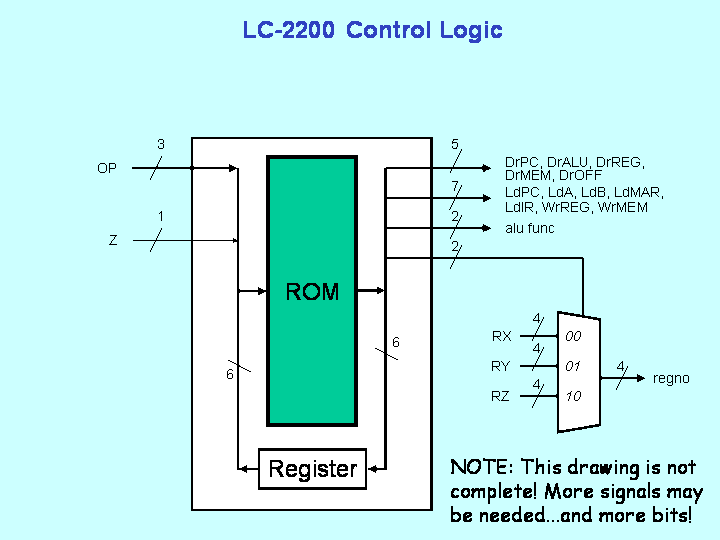 LC-2200 Control Logic
3
5
OP
DrPC, DrALU, DrREG,
DrMEM, DrOFF
7
LdPC, LdA, LdB, LdMAR,
LdIR, WrREG, WrMEM
1
2
alu func
Z
2
ROM
4
RX
00
6
4
RY
01
4
6
regno
4
RZ
10
Register
NOTE: This drawing is not
complete! More signals may
be needed...and more bits!